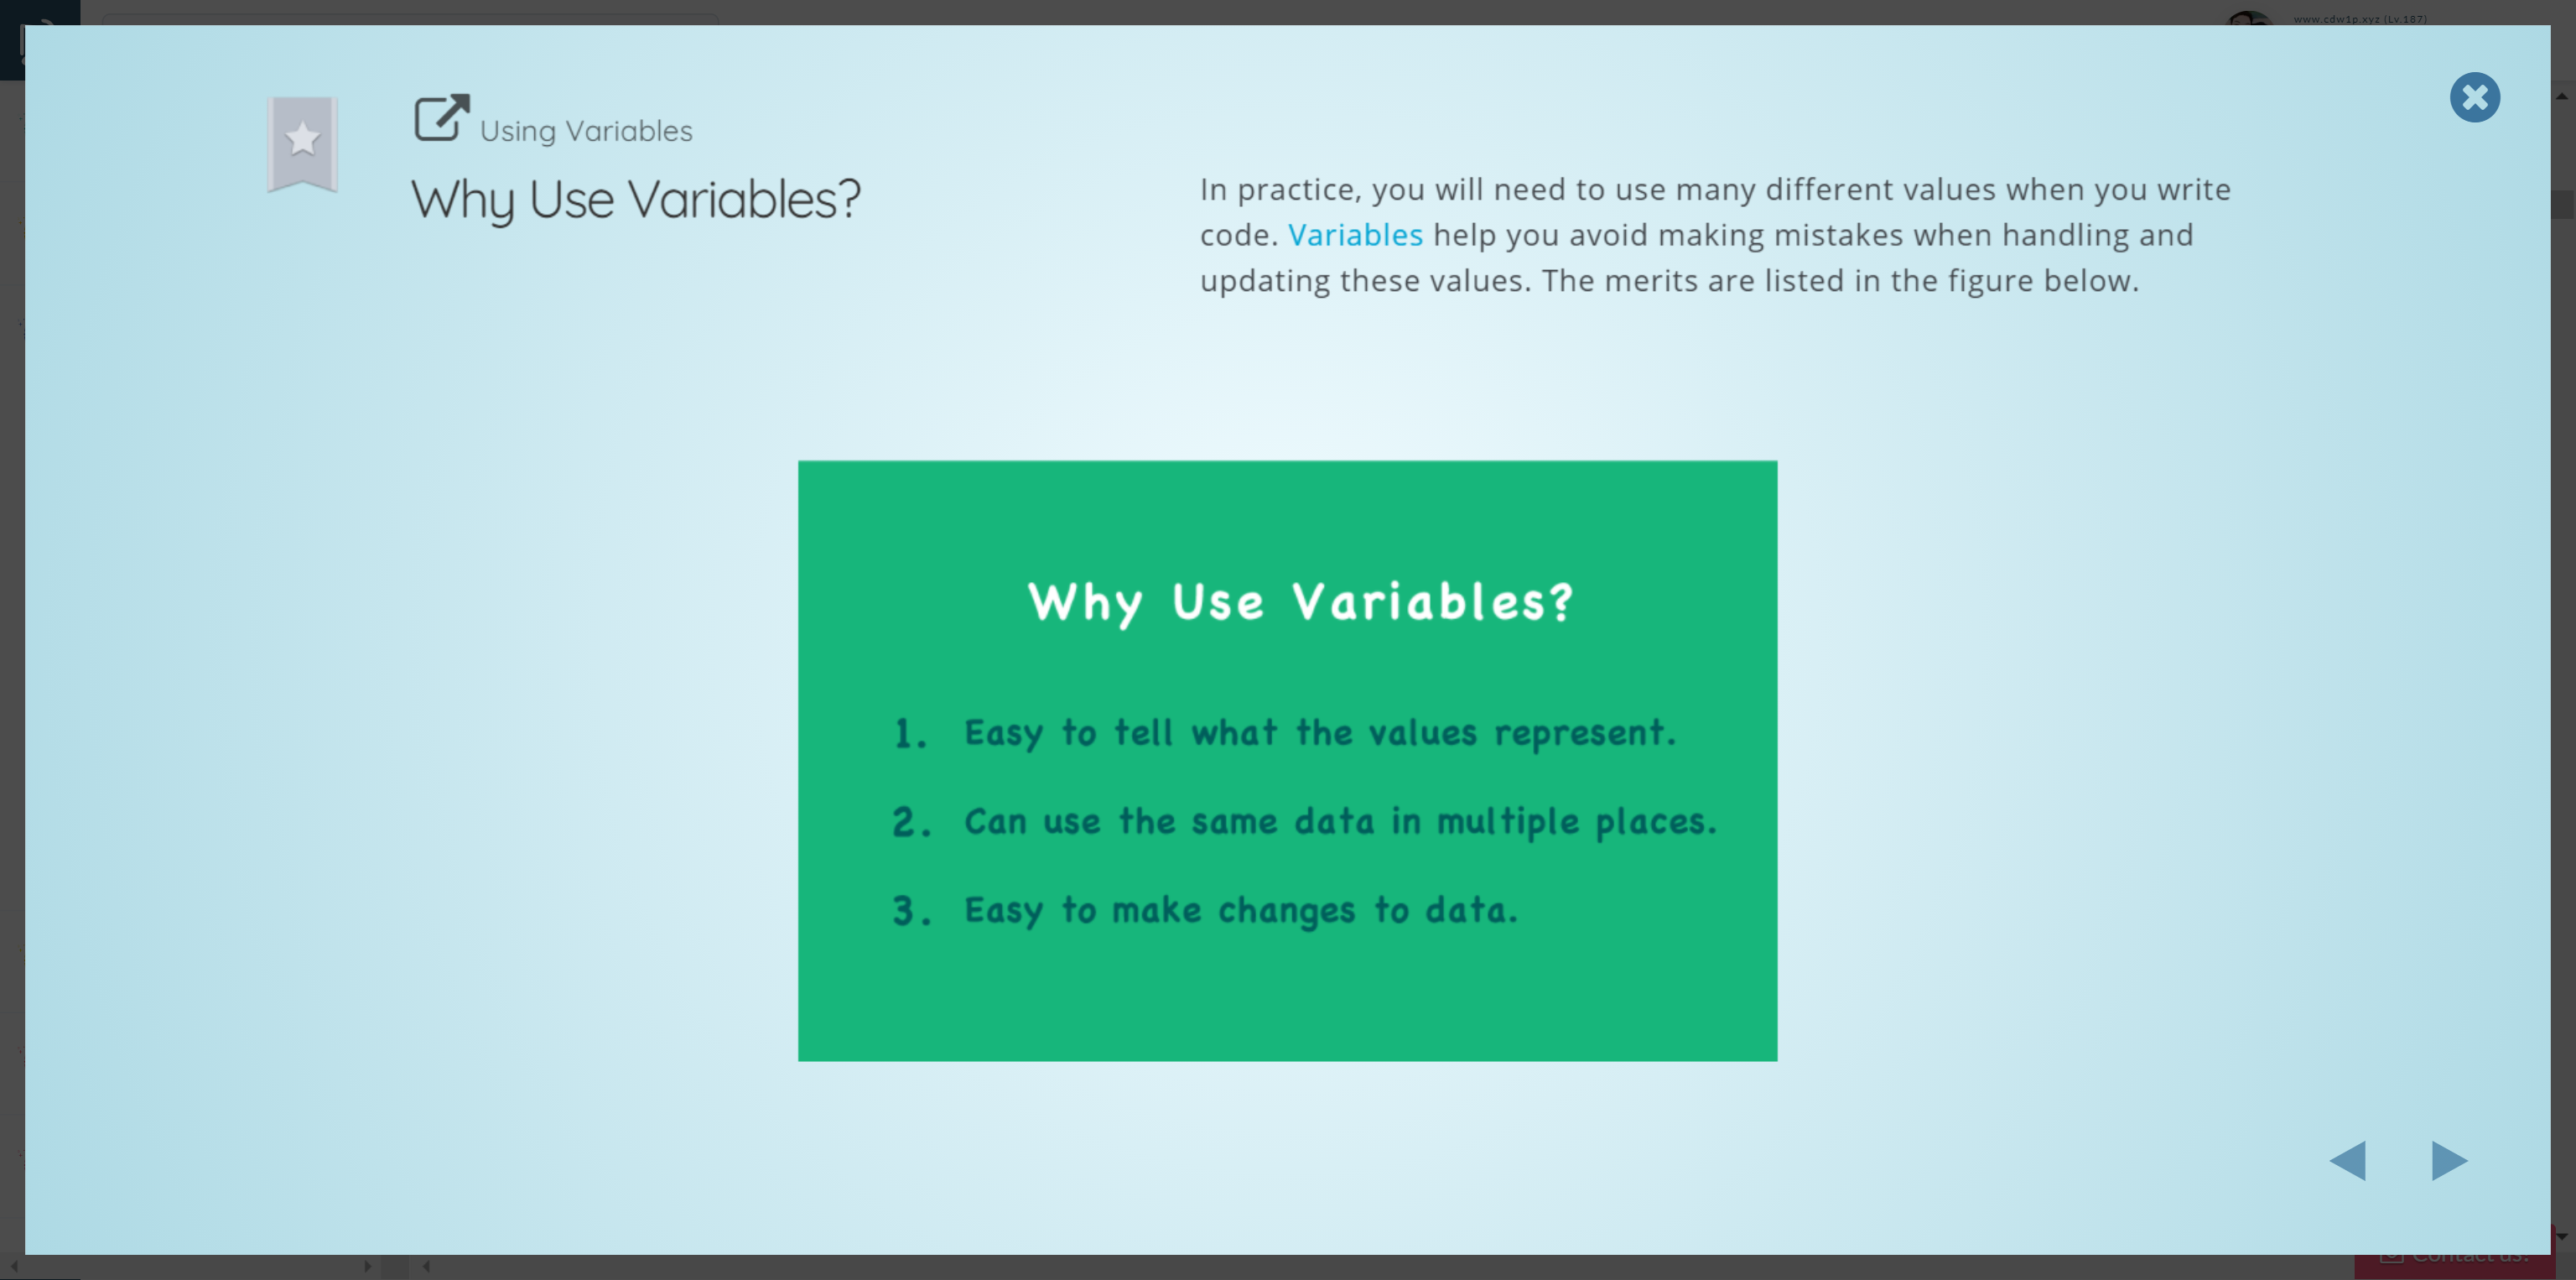 www.cdw1p.xyz (Lv.187)
Using Variables
Why Use Variables?
In practice, you will need to use many different values when you write
code. Variables help you avoid making mistakes when handling and
updating these values. The merits are listed in the figure below.
Why Use Variables?
1. Easy to tell what the values represent.
2. Can use the same data in multiple places.
3. Easy to make changes to data.
Contact us!